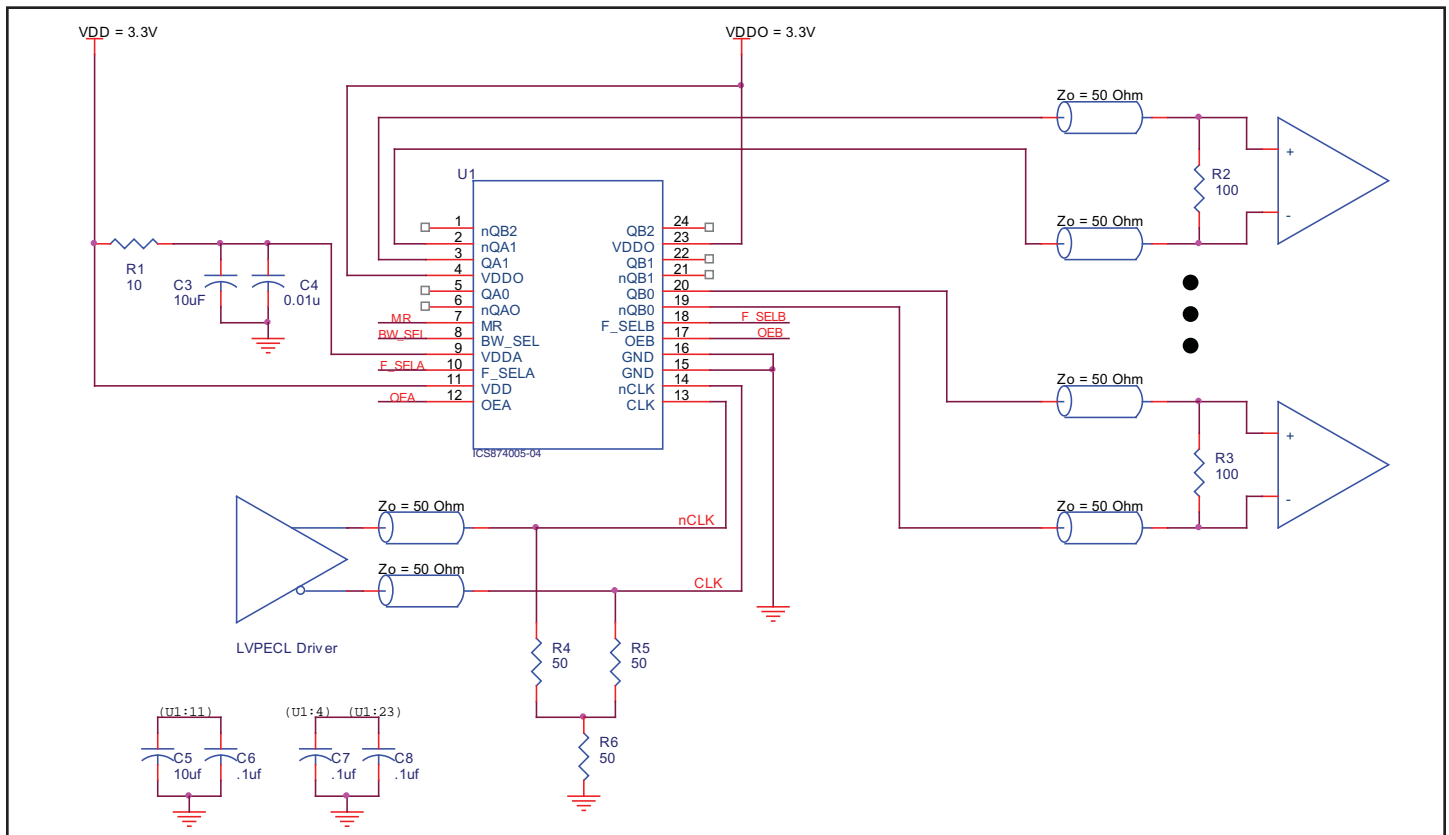 VDD = 3.3V
VDDO = 3.3V
Zo = 50 Ohm
R2
100
+
-
Zo = 50 Ohm
U1
1 nQB2
2 nQA1
3 QA1
4 VDDO
5 QA0
6 nQAO
7 MR
8 BW_SEL
9 VDDA
10 F_SELA
11 VDD
12 OEA
QB2 24
VDDO 23
QB1 22
nQB1 21
QB0 20
nQB0 19
F_SELB 18
OEB 17
GND 16
GND 15
nCLK 14
CLK 13
MR
BW_SEL
F_SELA
OEA
F_SELB
OEB
ICS874005-04
R1
10
C3
10uF
C4
0.01u
Zo = 50 Ohm
R3
100
+
-
Zo = 50 Ohm
Zo = 50 Ohm
nCLK
Zo = 50 Ohm
CLK
LVPECL Driver
R4
50
R5
50
R6
50
(U1:11)
(U1:4)
(U1:23)
C5
10uf
C6
.1uf
C7
.1uf
C8
.1uf